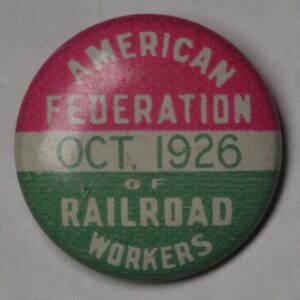 AMERICAN
FEDERATION
OCT. 1926
OF
RAILROAD
WORKERS